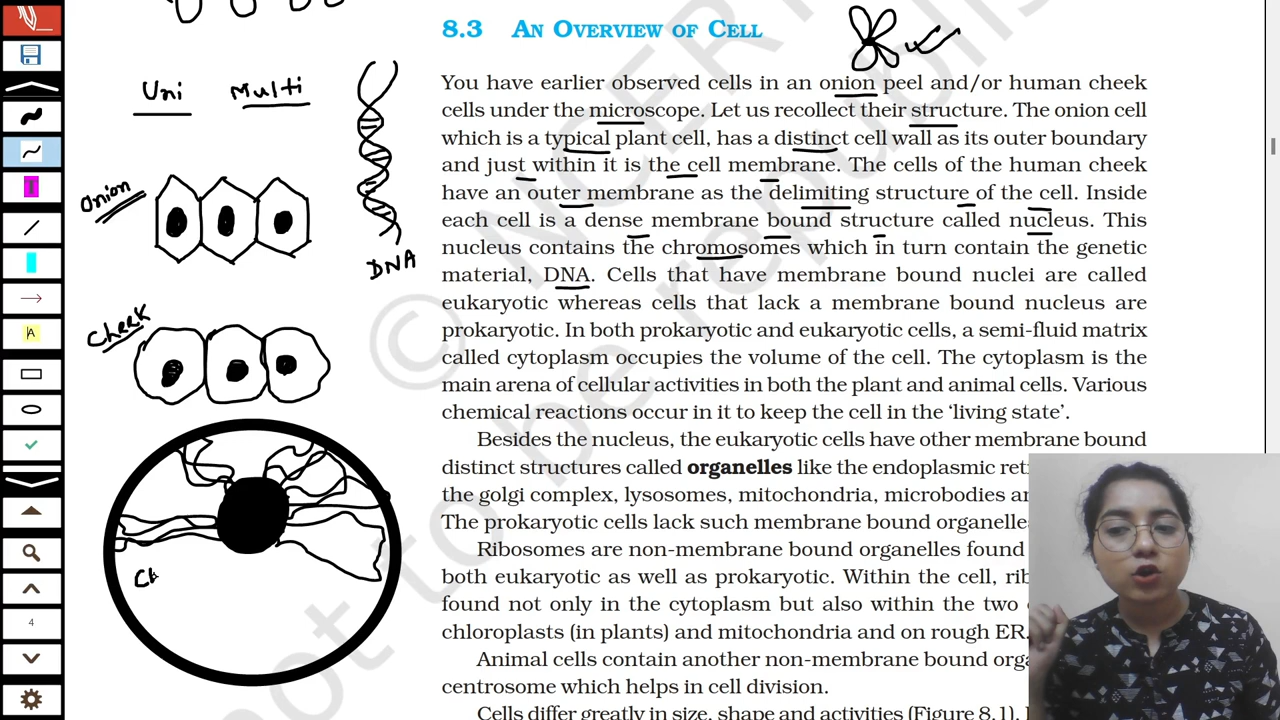 8.3 AN OVERVIEW OF CELL
You have earlier observed cells in an onion peel and/or human cheek
cells under the microscope. Let us recollect their structure. The onion cell
which is a typical plant cell, has a distinct cell wall as its outer boundary
and just within it is the cell membrane. The cells of the human cheek
have an outer membrane as the delimiting structure of the cell. Inside
each cell is a dense membrane bound structure called nucleus. This
nucleus contains the chromosomes which in turn contain the genetic
material, DNA. Cells that have membrane bound nuclei are called
eukaryotic whereas cells that lack a membrane bound nucleus are
prokaryotic. In both prokaryotic and eukaryotic cells, a semi-fluid matrix
called cytoplasm occupies the volume of the cell. The cytoplasm is the
main arena of cellular activities in both the plant and animal cells. Various
chemical reactions occur in it to keep the cell in the 'living state'.
Besides the nucleus, the eukaryotic cells have other membrane bound
distinct structures called organelles like the endoplasmic
the golgi complex, lysosomes, mitochondria, microbodies
The prokaryotic cells lack such membrane bound
Ribosomes are non-membrane bound organelles found
both eukaryotic as well as prokaryotic. Within the cell,
found not only in the cytoplasm but also within the two
chloroplasts (in plants) and mitochondria and on rough ER.
Animal cells contain another non-membrane bound
centrosome which helps in cell division.
Cells differ greatly in size, shape and activities (Figure 8.1).
Uni Multi
Onion
DNA
Cheek
4